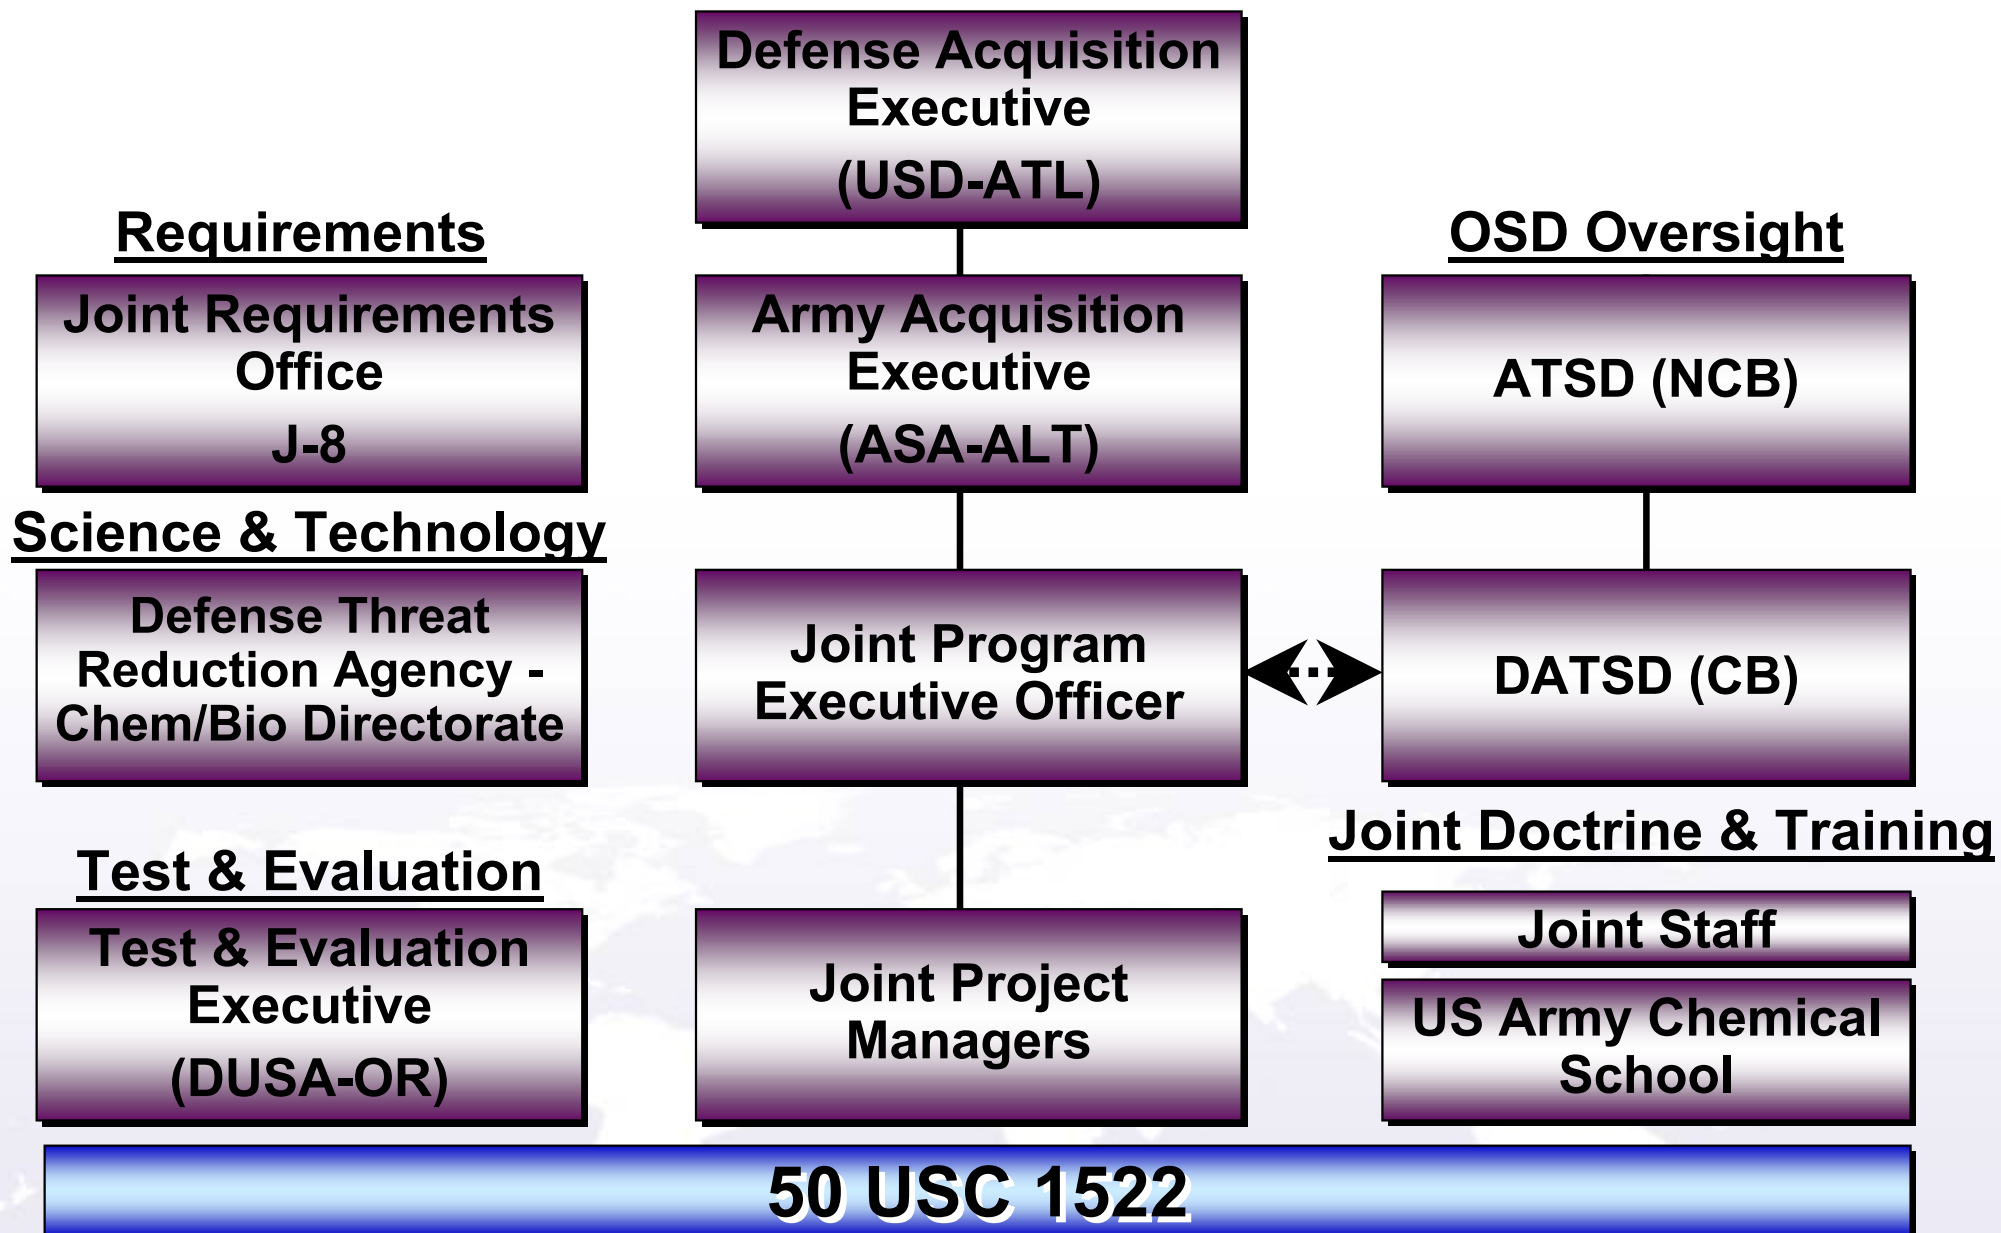 Defense Acquisition
Executive
(USD-ATL)
Requirements
Joint Requirements
Office
J-8
Army Acquisition
Executive
(ASA-ALT)
OSD Oversight
ATSD (NCB)
Science & Technology
Defense Threat
Reduction Agency -
Chem/Bio Directorate
Joint Program
Executive Officer
DATSD (CB)
Test & Evaluation
Test & Evaluation
Executive
(DUSA-OR)
Joint Project
Managers
Joint Doctrine & Training
Joint Staff
US Army Chemical
School
50 USC 1522